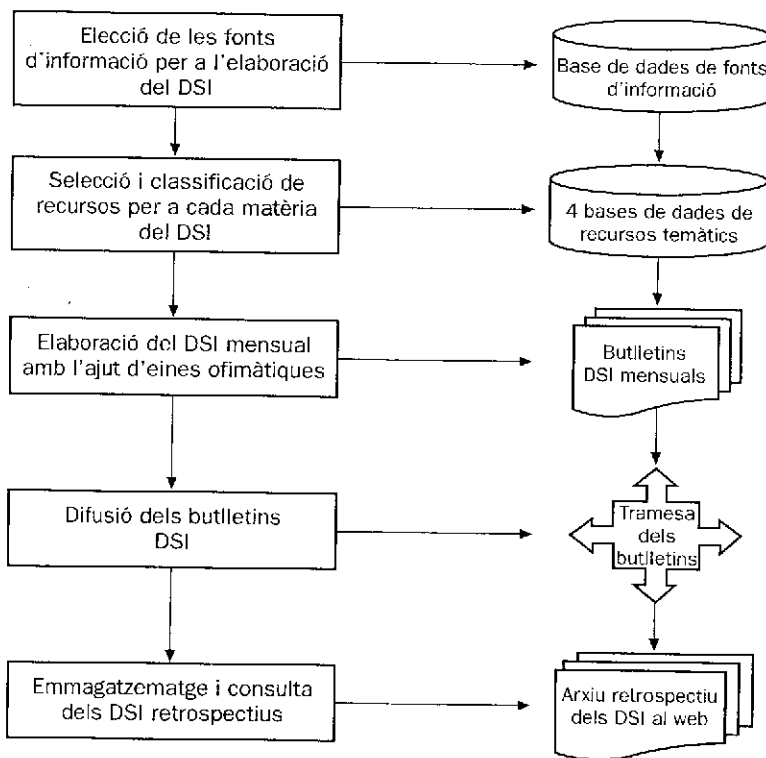 Elecció de les fonts
d'informació per a l'elaboració
del DSI
Base de dades de fonts
d'informació
Selecció i classificació de
recursos per a cada matèria
del DSI
4 bases de dades de
recursos temàtics
Elaboració del DSI mensual
amb l'ajut d'eines ofimàtiques
Butlletins
DSI mensuals
Difusió dels butlletins
DSI
Tramesa
dels
butlletins
Emmagatzematge i consulta
dels DSI retrospectius
Arxiu retrospectiu
dels DSI al web